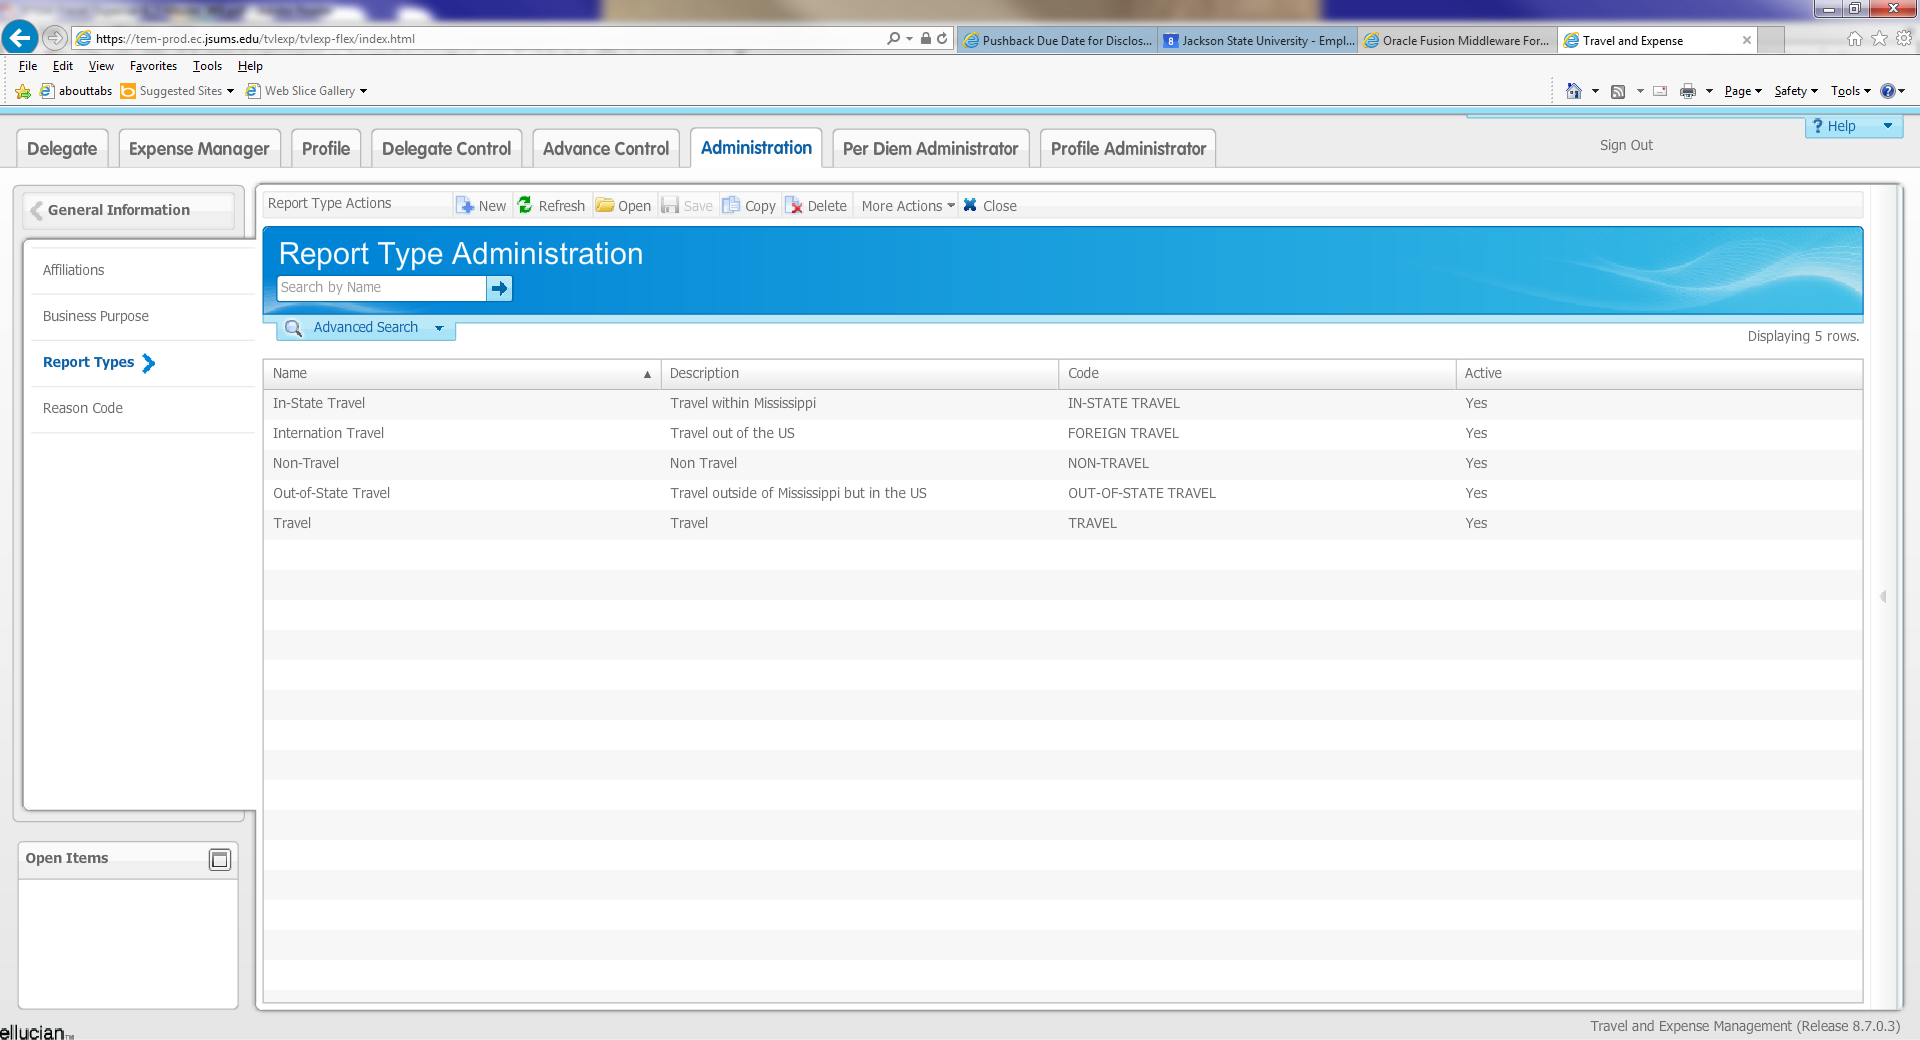 https://tem-prod.ec.jsums.edu/tvlexp/tvlexp-flex/index.html
Pushback Due Date for Disclos...
Jackson State University - Empl...
Oracle Fusion Middleware For...
Travel and Expense
File Edit View Favorites Tools Help
abouttabs Suggested Sites Web Slice Gallery
Page Safety Tools
Help
Sign Out
Delegate Expense Manager Profile Delegate Control Advance Control Administration Per Diem Administrator Profile Administrator
General Information
Affiliations
Business Purpose
Report Types
Reason Code
Open Items
Report Type Actions New Refresh Open Save Copy Delete More Actions Close
Report Type Administration
Search by Name
Advanced Search
Displaying 5 rows.
Name Description Code Active
In-State Travel Travel within Mississippi IN-STATE TRAVEL Yes
Internation Travel Travel out of the US FOREIGN TRAVEL Yes
Non-Travel Non Travel NON-TRAVEL Yes
Out-of-State Travel Travel outside of Mississippi but in the US OUT-OF-STATE TRAVEL Yes
Travel Travel TRAVEL Yes
ellucian™
Travel and Expense Management (Release 8.7.0.3)